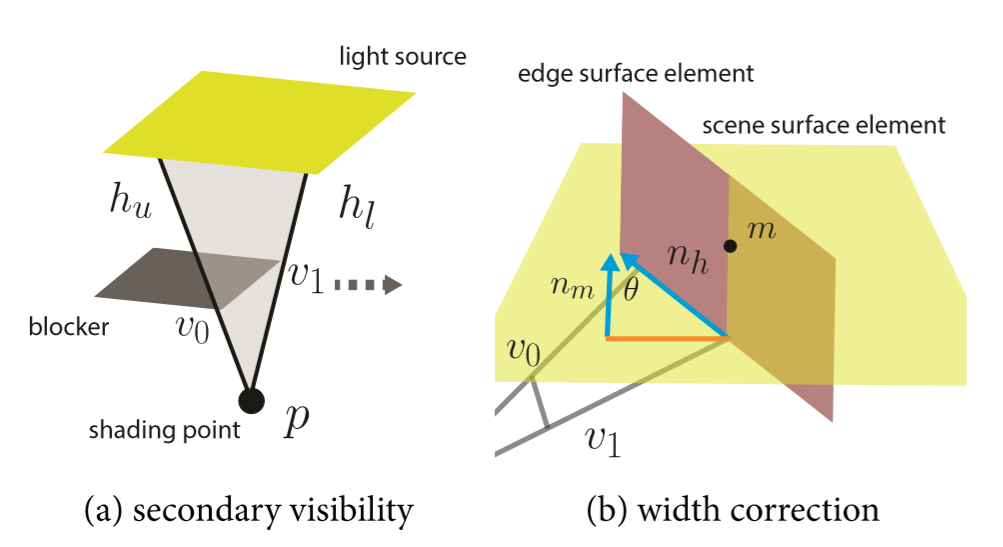 light source
h_u
h_l
v_1
blocker
v_0
shading point
p
(a) secondary visibility
edge surface element
scene surface element
m
n_h
n_m
θ
v_0
v_1
(b) width correction